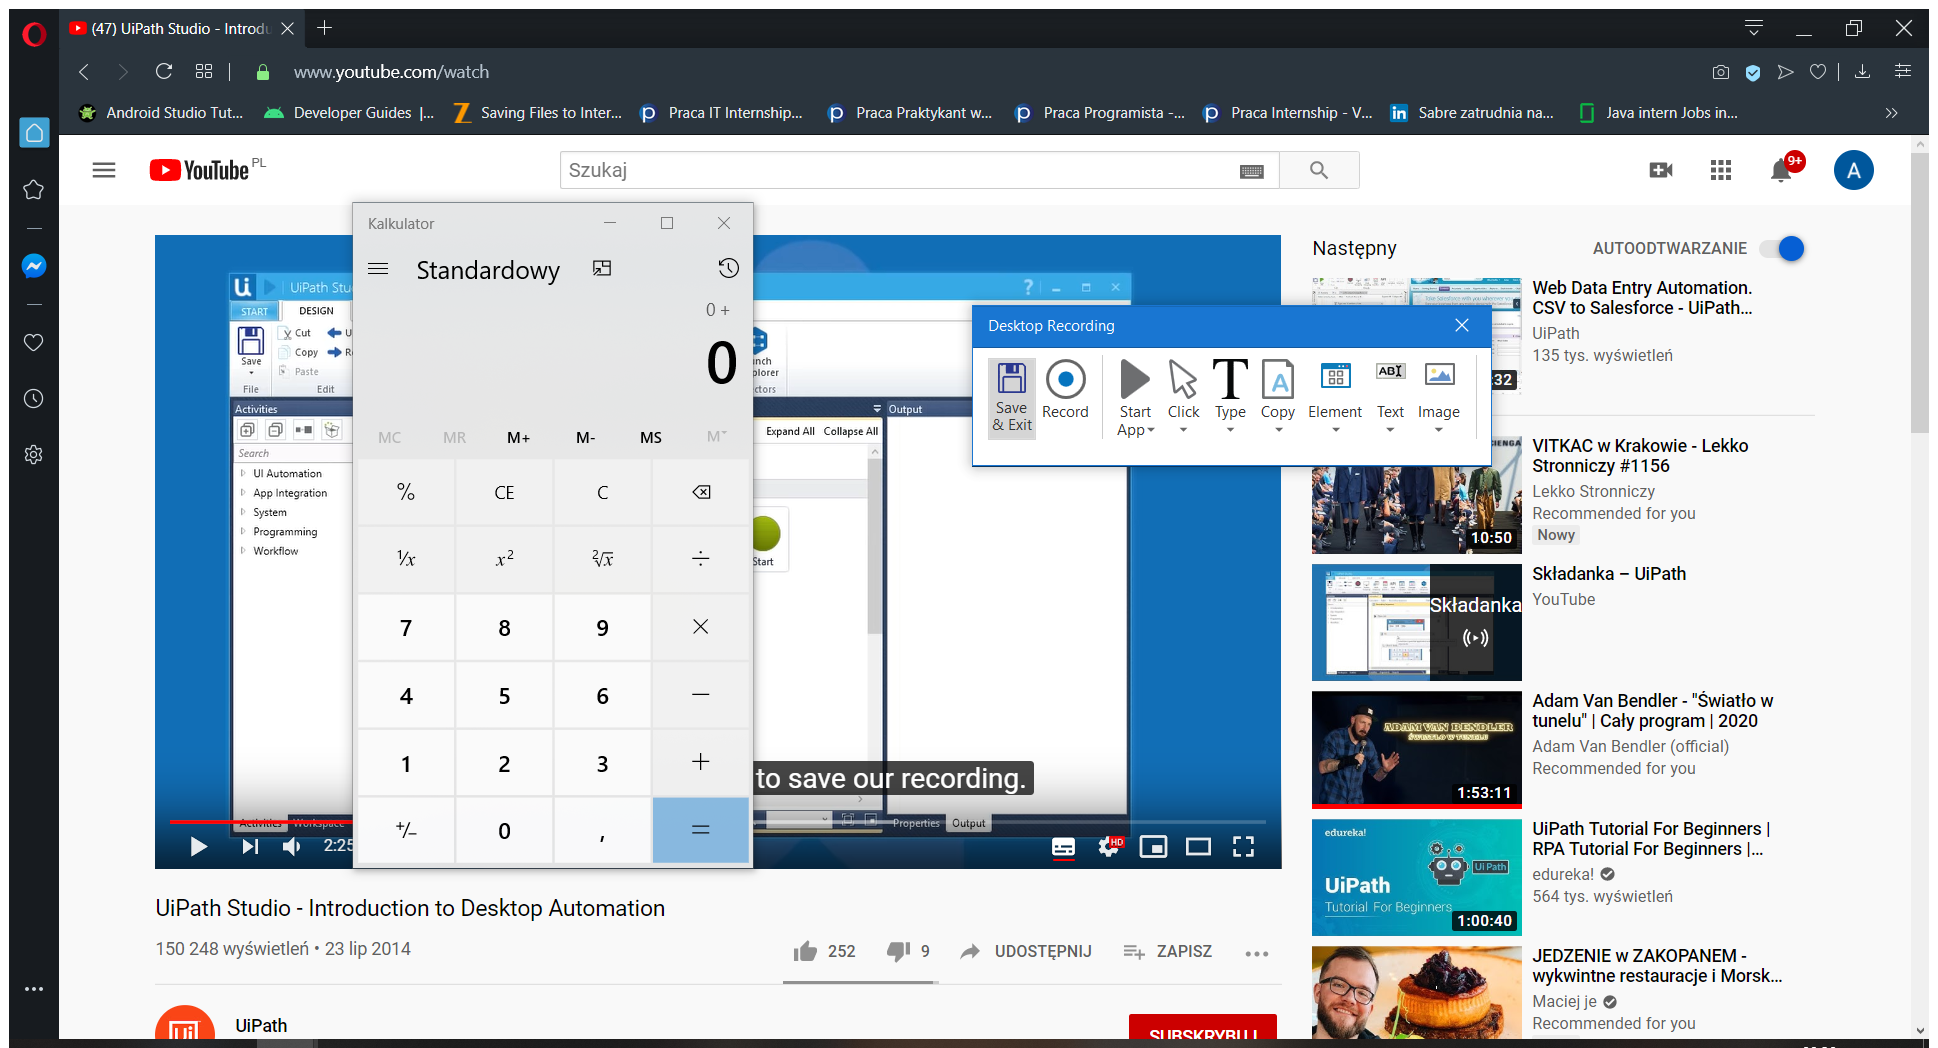 (47) UiPath Studio - Introdu
www.youtube.com/watch
Android Studio Tut...
Developer Guides |...
Saving Files to Inter...
Praca IT Internship...
Praca Praktykant w...
Praca Programista -...
Praca Internship - V...
Sabre zatrudnia na...
Java intern Jobs in...
YouTube PL
Szukaj
9+
A
Kalkulator
Standardowy
0 +
0
MC MR M+ M- MS M
% CE C
1/x x² ²√x ÷
7 8 9 ×
4 5 6 −
1 2 3 +
+/− 0 , =
UiPath Stu
START DESIGN
Save
Cut
Copy
Paste
File Edit
Activities
Search
UI Automation
App Integration
System
Programming
Workflow
Expand All Collapse All
Output
Start
to save our recording.
Properties Output
2:25
HD
Desktop Recording
Save
& Exit
Record
Start
App
Click
Type
Copy
Element
Text
Image
UiPath Studio - Introduction to Desktop Automation
150 248 wyświetleń • 23 lip 2014
252
9
UDOSTĘPNIJ
ZAPISZ
UiPath
SUBSKRYBUJ
Następny
AUTOODTWARZANIE
:32
Web Data Entry Automation.
CSV to Salesforce - UiPath...
UiPath
135 tys. wyświetleń
10:50
VITKAC w Krakowie - Lekko
Stronniczy #1156
Lekko Stronniczy
Recommended for you
Nowy
Składanka
Składanka – UiPath
YouTube
ADAM VAN BENDLER
ŚWIATŁO W TUNELU
1:53:11
Adam Van Bendler - "Światło w
tunelu" | Cały program | 2020
Adam Van Bendler (official)
Recommended for you
edureka!
UiPath
UiPath
Tutorial For Beginners
1:00:40
UiPath Tutorial For Beginners |
RPA Tutorial For Beginners |...
edureka!
564 tys. wyświetleń
JEDZENIE w ZAKOPANEM -
wykwintne restauracje i Morsk...
Maciej je
Recommended for you